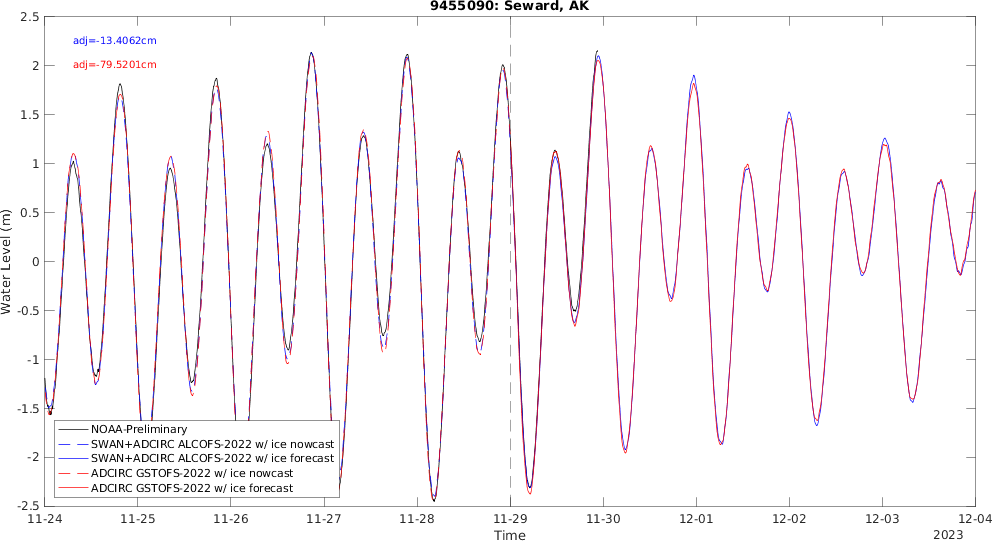 9455090: Seward, AK
adj=-13.4062cm
adj=-79.5201cm
2.5
2
1.5
1
0.5
0
-0.5
-1
-1.5
-2
-2.5
Water Level (m)
NOAA-Preliminary
SWAN+ADCIRC ALCOFS-2022 w/ ice nowcast
SWAN+ADCIRC ALCOFS-2022 w/ ice forecast
ADCIRC GSTOFS-2022 w/ ice nowcast
ADCIRC GSTOFS-2022 w/ ice forecast
11-24 11-25 11-26 11-27 11-28 11-29 11-30 12-01 12-02 12-03 12-04
Time
2023